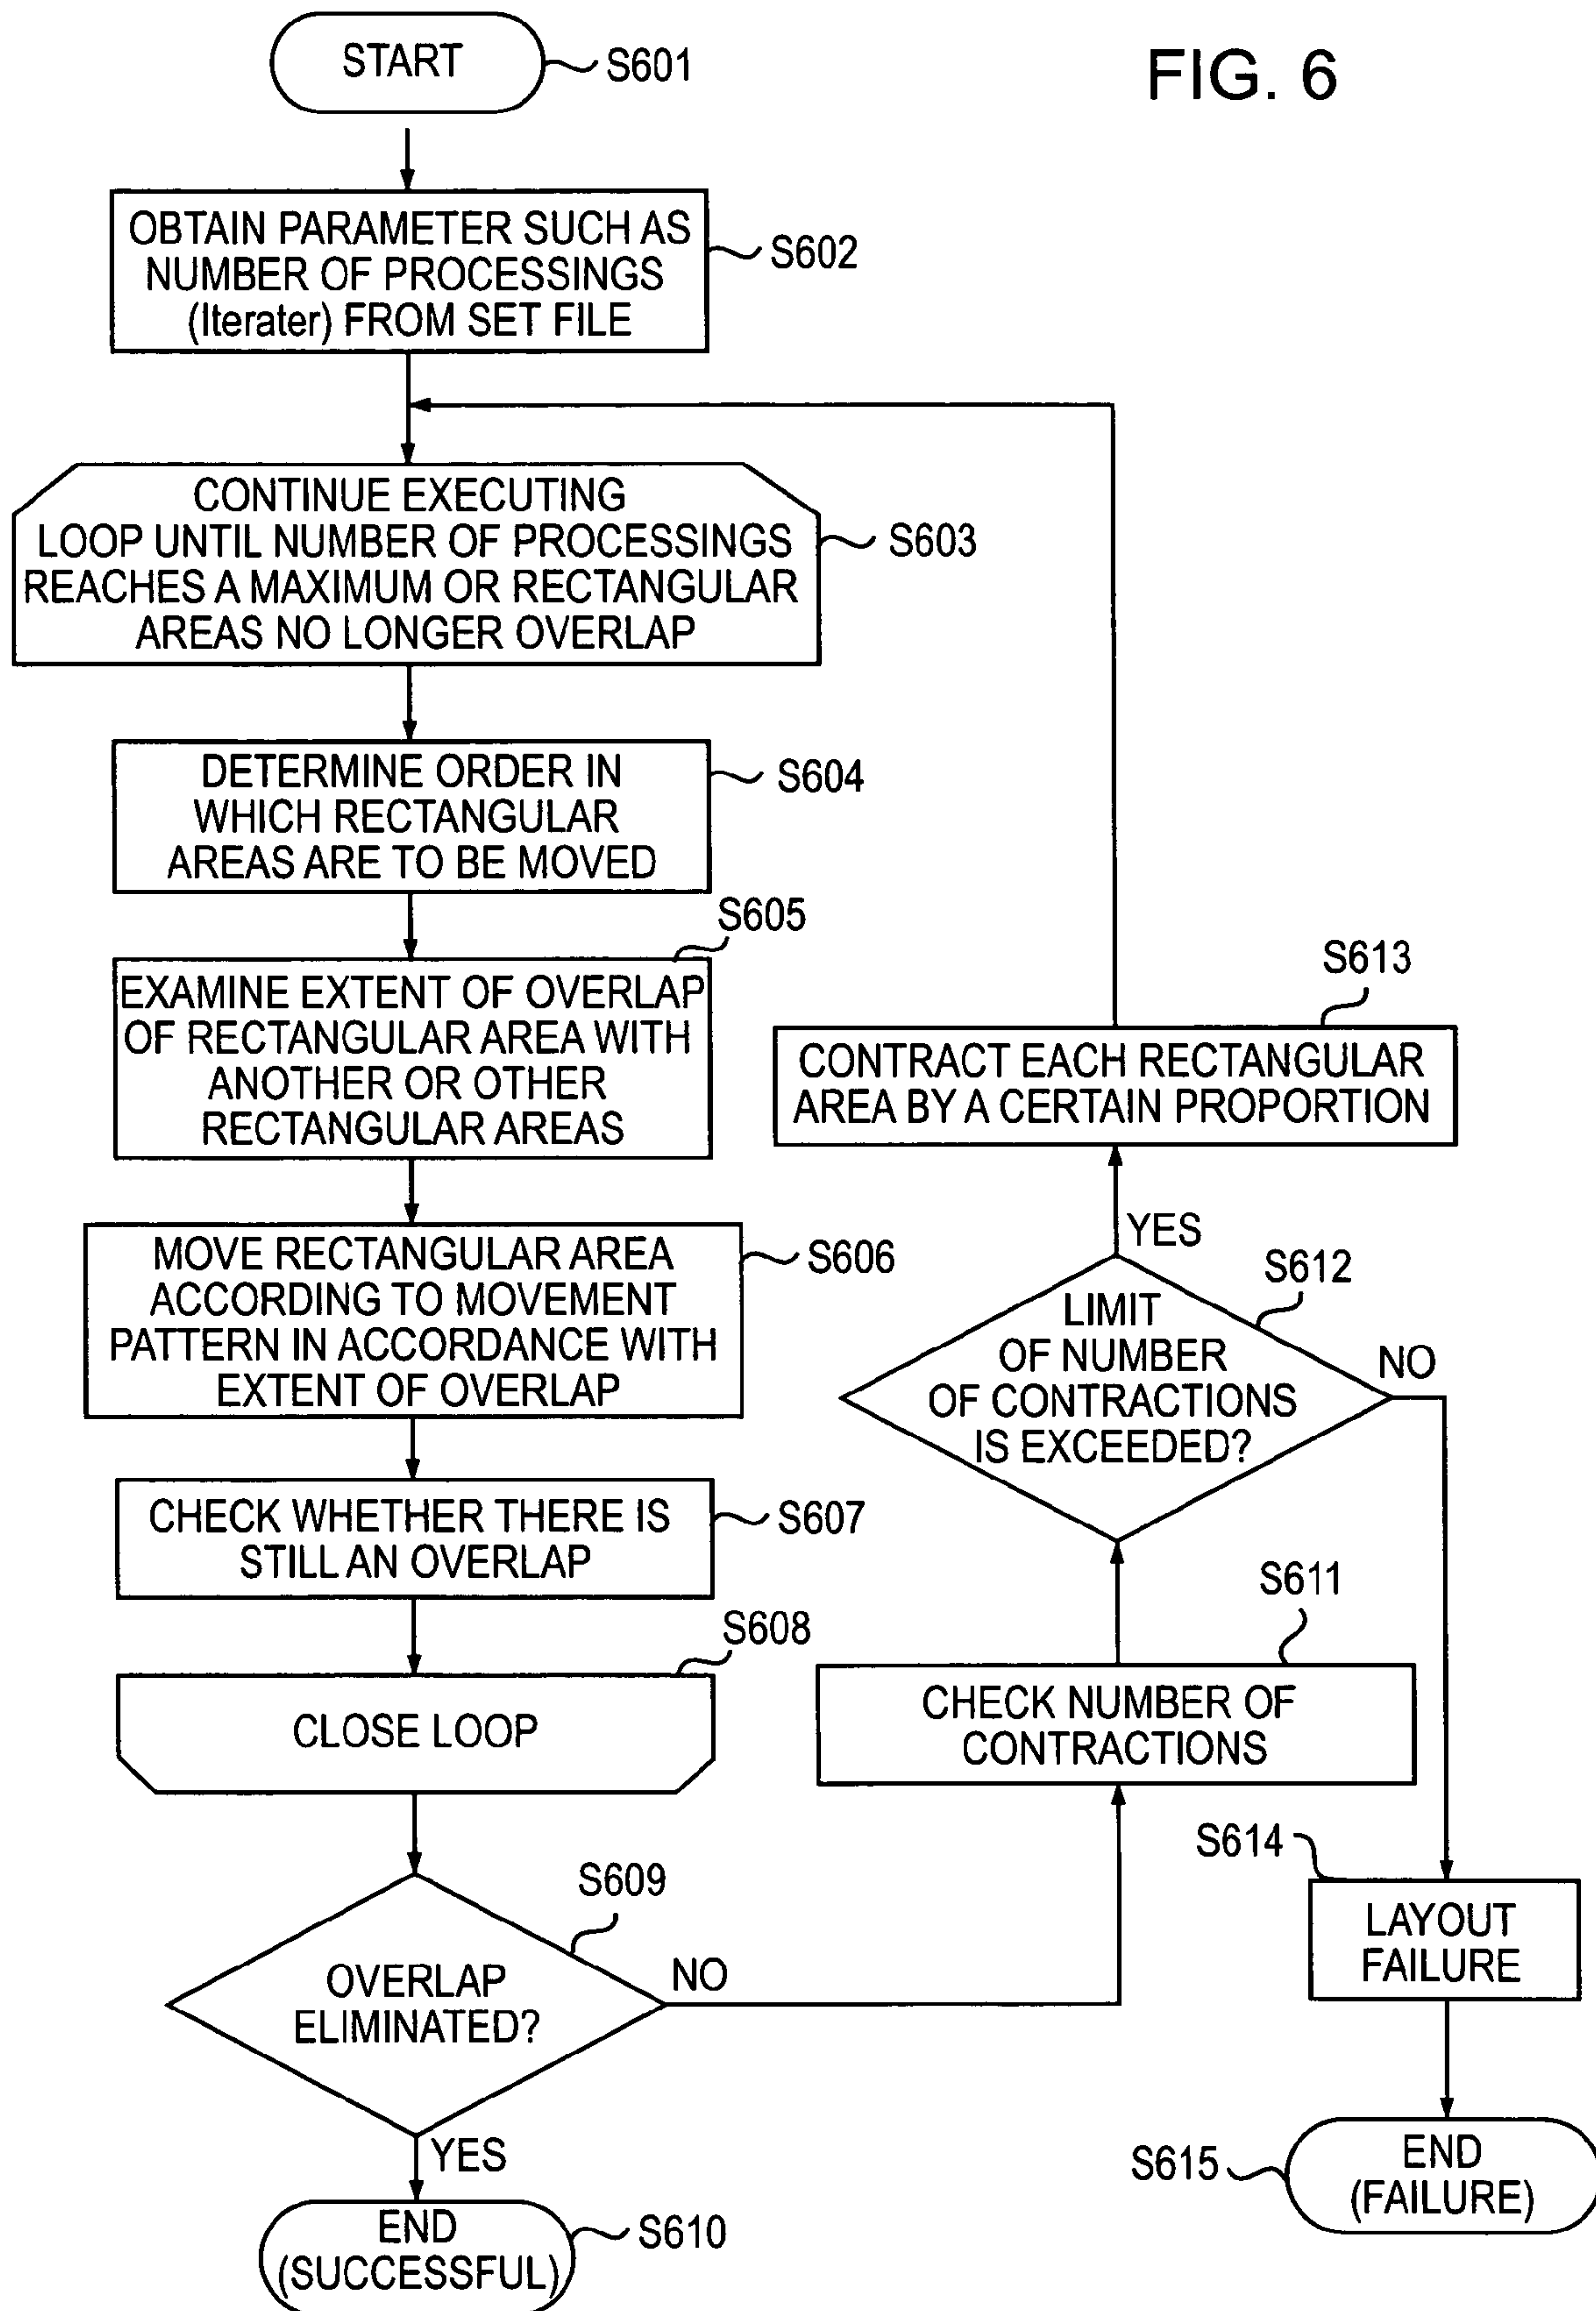 FIG. 6
START
S601
OBTAIN PARAMETER SUCH AS
NUMBER OF PROCESSINGS
(Iterater) FROM SET FILE
S602
CONTINUE EXECUTING
LOOP UNTIL NUMBER OF PROCESSINGS
REACHES A MAXIMUM OR RECTANGULAR
AREAS NO LONGER OVERLAP
S603
DETERMINE ORDER IN
WHICH RECTANGULAR
AREAS ARE TO BE MOVED
S604
S605
EXAMINE EXTENT OF OVERLAP
OF RECTANGULAR AREA WITH
ANOTHER OR OTHER
RECTANGULAR AREAS
MOVE RECTANGULAR AREA
ACCORDING TO MOVEMENT
PATTERN IN ACCORDANCE WITH
EXTENT OF OVERLAP
S606
CHECK WHETHER THERE IS
STILL AN OVERLAP
S607
S608
CLOSE LOOP
S609
OVERLAP
ELIMINATED?
NO
YES
END
(SUCCESSFUL)
S610
S611
CHECK NUMBER OF
CONTRACTIONS
S612
LIMIT
OF NUMBER
OF CONTRACTIONS
IS EXCEEDED?
YES
NO
S613
CONTRACT EACH RECTANGULAR
AREA BY A CERTAIN PROPORTION
S614
LAYOUT
FAILURE
S615
END
(FAILURE)